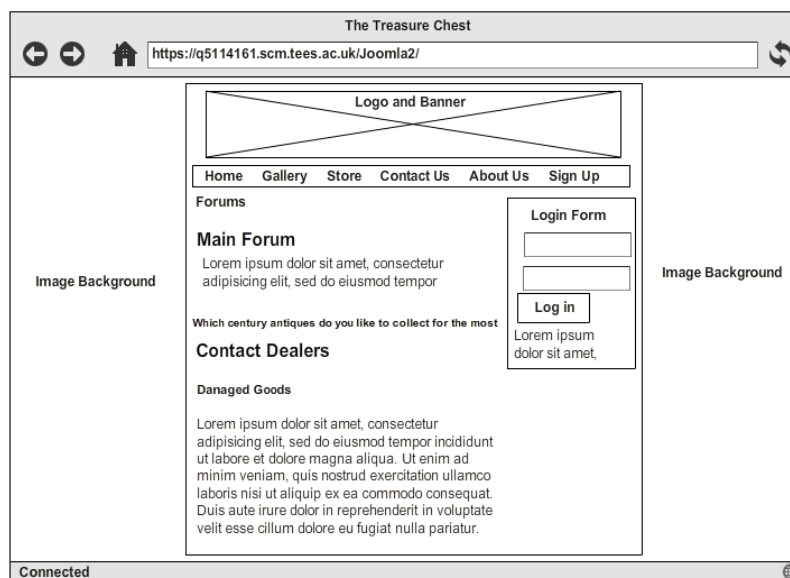 The Treasure Chest
https://q5114161.scm.tees.ac.uk/Joomla2/
Logo and Banner
Home Gallery Store Contact Us About Us Sign Up
Forums
Main Forum
Lorem ipsum dolor sit amet, consectetur
adipisicing elit, sed do eiusmod tempor
Which century antiques do you like to collect for the most
Contact Dealers
Danaged Goods
Lorem ipsum dolor sit amet, consectetur
adipisicing elit, sed do eiusmod tempor incididunt
ut labore et dolore magna aliqua. Ut enim ad
minim veniam, quis nostrud exercitation ullamco
laboris nisi ut aliquip ex ea commodo consequat.
Duis aute irure dolor in reprehenderit in voluptate
velit esse cillum dolore eu fugiat nulla pariatur.
Login Form
Log in
Lorem ipsum
dolor sit amet,
Image Background
Image Background
Connected